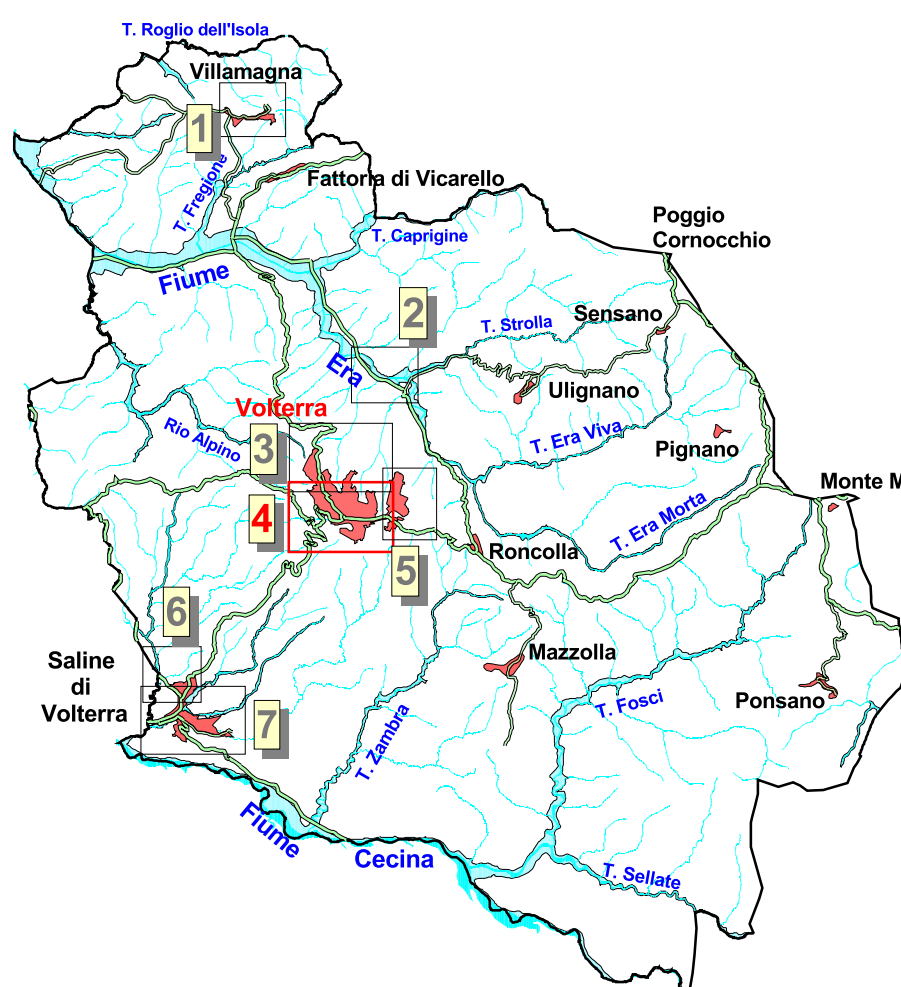 T. Roglio dell'Isola
Villamagna
1
T. Fregione
Fattoria di Vicarello
T. Caprigine
Poggio
Cornocchio
Fiume
Era
2
T. Strolla
Sensano
Ulignano
Volterra
Rio Alpino
3
T. Era Viva
Pignano
Monte M
4
T. Era Morta
Roncolla
5
6
Saline
di
Volterra
Mazzolla
Ponsano
T. Fosci
7
T. Zambra
Fiume
Cecina
T. Sellate